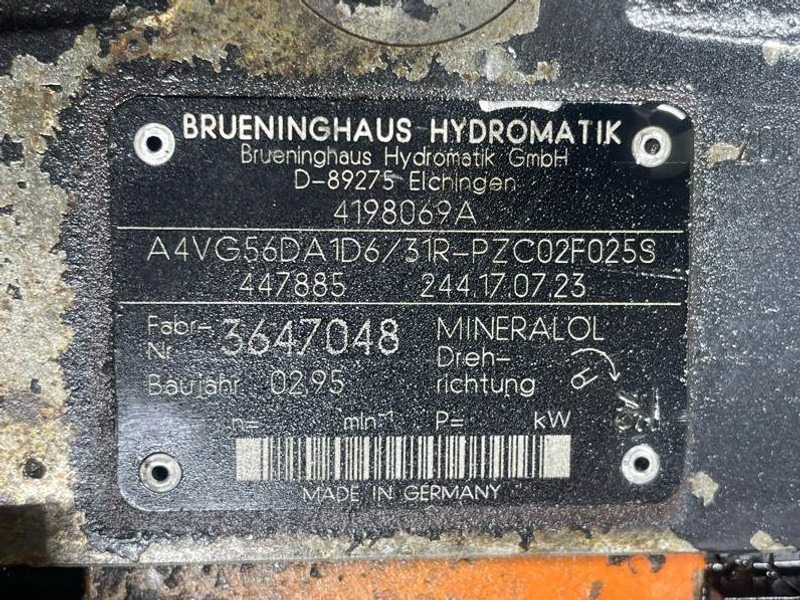 BRUENINGHAUS HYDROMATIK
Brueninghaus Hydromatik GmbH
D-89275 Elchingen
4198069A
A4VG56DA1D6/31R-PZC02F025S
447885 244.17.07.23
Fabr-
Nr. 3647048
MINERALÖL
Baujahr 02.95
Dreh-
richtung
n= min-¹ P= kW
MADE IN GERMANY